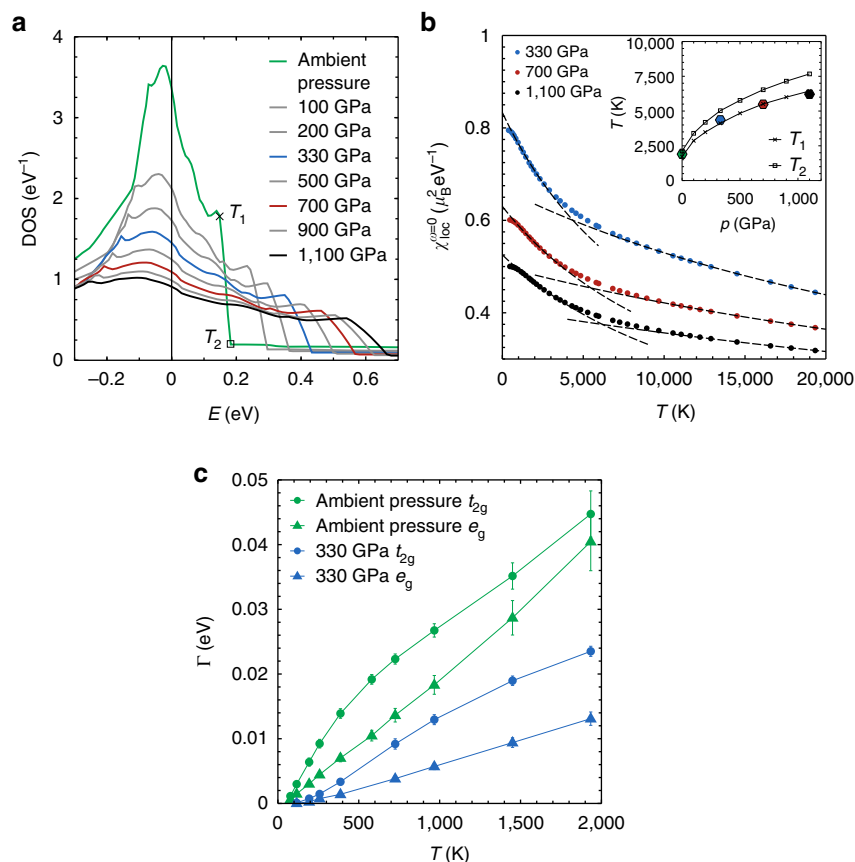 a
DOS (eV⁻¹)
4
3
2
1
0
−0.2
0
0.2
0.4
0.6
E (eV)
T₁
T₂
Ambient
pressure
100 GPa
200 GPa
330 GPa
500 GPa
700 GPa
900 GPa
1,100 GPa
b
χ_loc^ω=0 (μ_B² eV⁻¹)
1
0.8
0.6
0.4
0
5,000
10,000
15,000
20,000
T (K)
330 GPa
700 GPa
1,100 GPa
T (K)
10,000
7,500
5,000
2,500
0
0
500
1,000
p (GPa)
T₁
T₂
c
Γ (eV)
0.05
0.04
0.03
0.02
0.01
0
0
500
1,000
1,500
2,000
T (K)
Ambient pressure t₂g
Ambient pressure e_g
330 GPa t₂g
330 GPa e_g